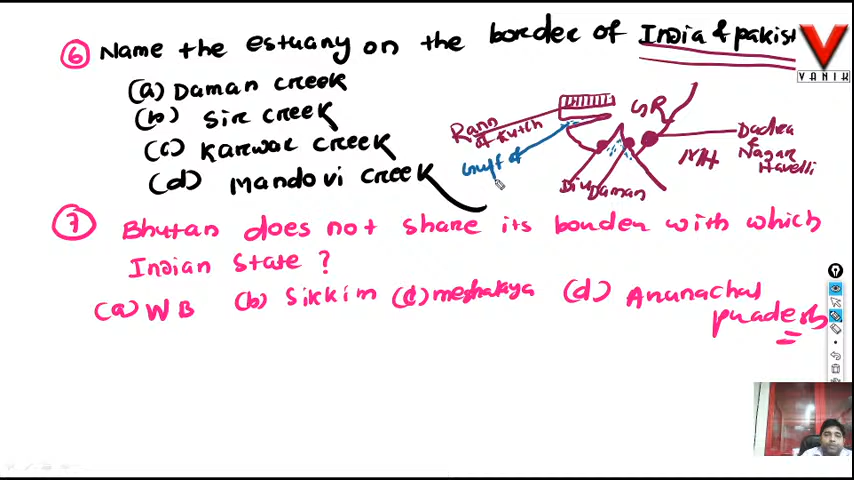 6 Name the estuary on the border of India & pakist
(a) Daman creek
(b) Sir creek
(c) Karwar creek
(d) Mandovi creek
Rann
of Kutch
Gulf of
GR
MH
Diu
Daman
Dadra
&
Nagar
Havelli
7 Bhutan does not share its border with which
Indian State ?
(a) WB (b) Sikkim (c) meghalaya (d) Arunachal
pradesh
V
VANIK